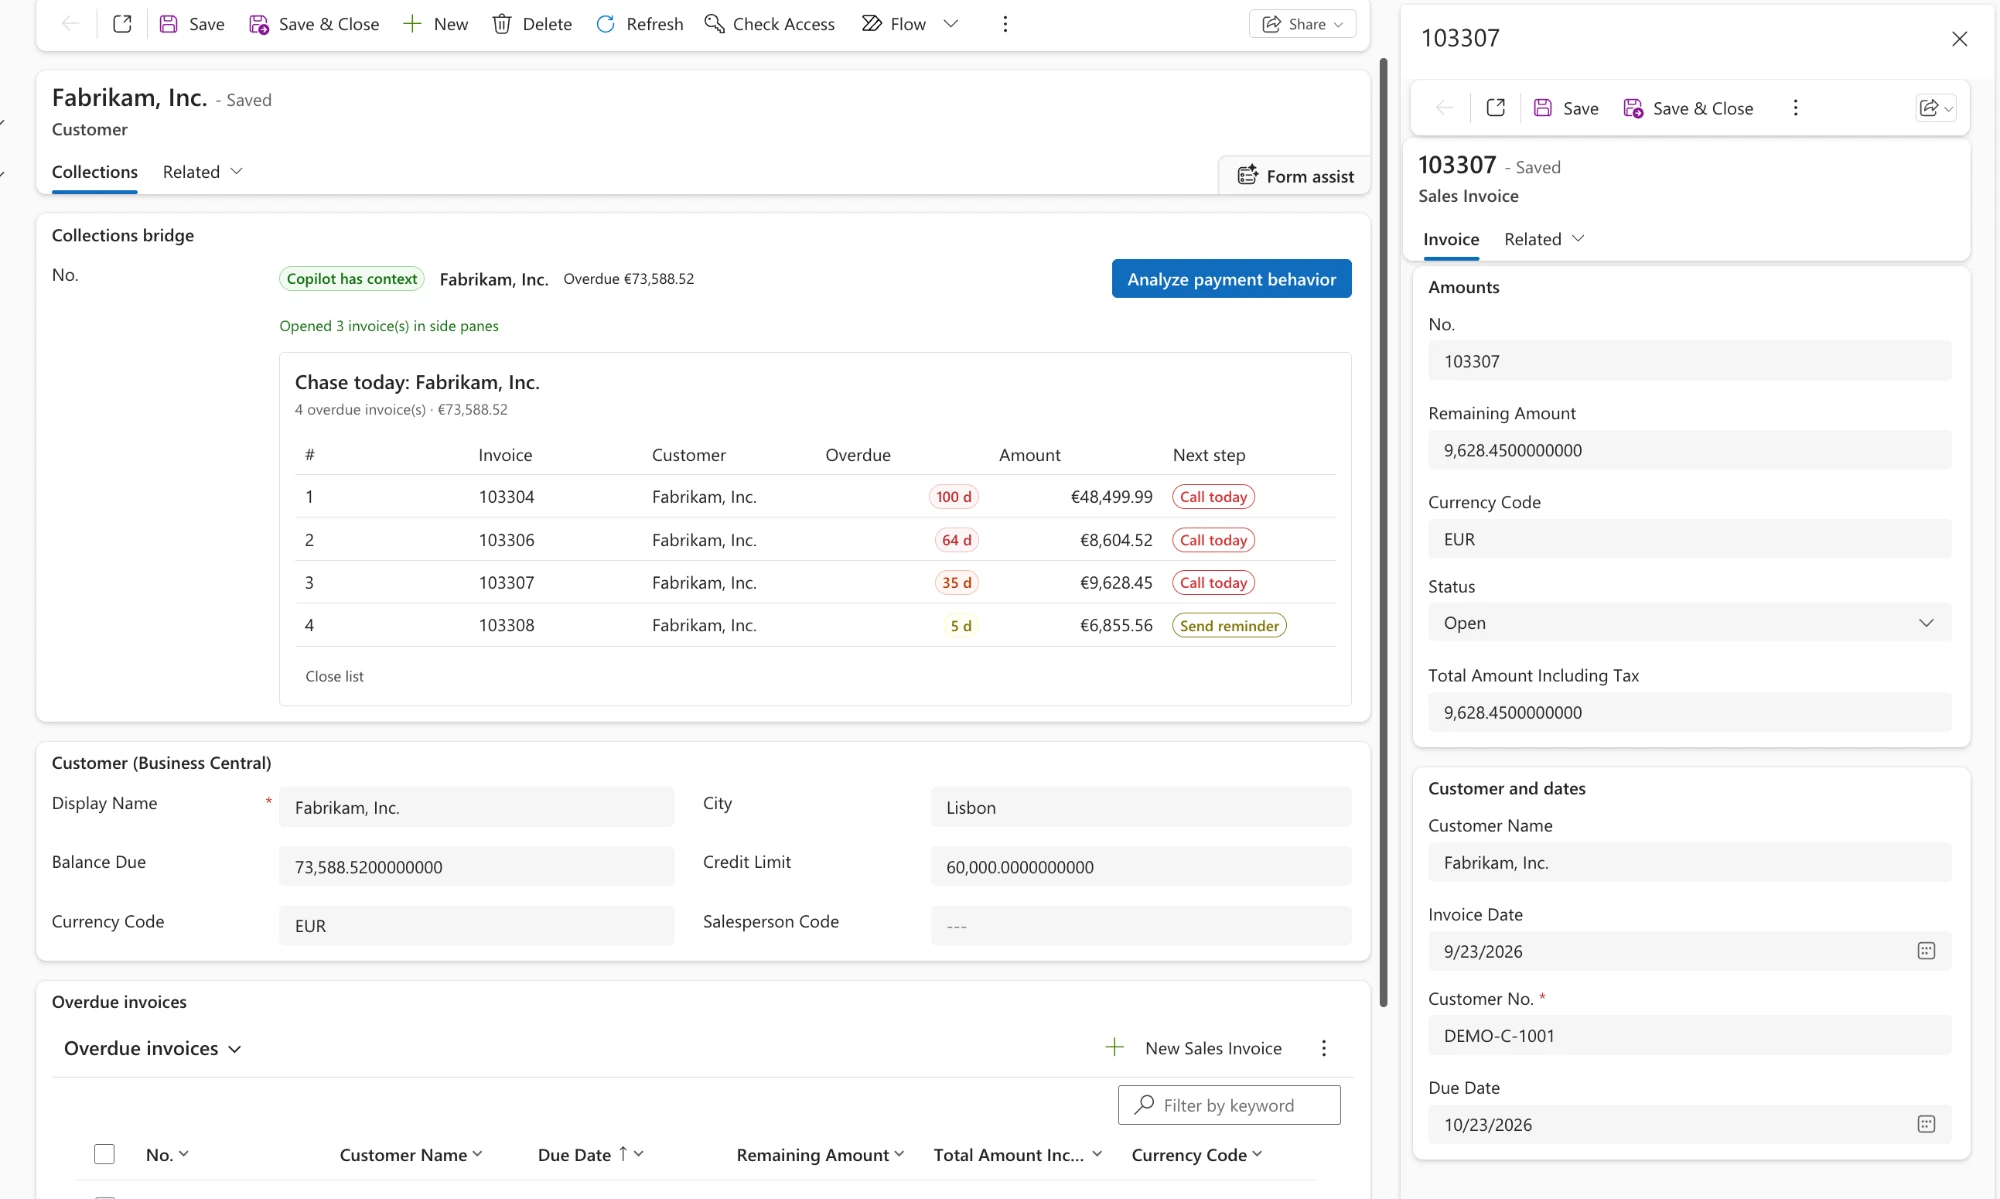 Save
Save & Close
New
Delete
Refresh
Check Access
Flow
Share
Fabrikam, Inc. - Saved
Customer
Collections
Related
Form assist
Collections bridge
No.
Copilot has context
Fabrikam, Inc.
Overdue €73,588.52
Analyze payment behavior
Opened 3 invoice(s) in side panes
Chase today: Fabrikam, Inc.
4 overdue invoice(s) · €73,588.52
# Invoice Customer Overdue Amount Next step
1 103304 Fabrikam, Inc. 100 d €48,499.99 Call today
2 103306 Fabrikam, Inc. 64 d €8,604.52 Call today
3 103307 Fabrikam, Inc. 35 d €9,628.45 Call today
4 103308 Fabrikam, Inc. 5 d €6,855.56 Send reminder
Close list
Customer (Business Central)
Display Name * Fabrikam, Inc.
City Lisbon
Balance Due 73,588.5200000000
Credit Limit 60,000.0000000000
Currency Code EUR
Salesperson Code ---
Overdue invoices
Overdue invoices
New Sales Invoice
Filter by keyword
No. Customer Name Due Date ↑ Remaining Amount Total Amount Inc... Currency Code
103307
Save
Save & Close
103307 - Saved
Sales Invoice
Invoice
Related
Amounts
No.
103307
Remaining Amount
9,628.4500000000
Currency Code
EUR
Status
Open
Total Amount Including Tax
9,628.4500000000
Customer and dates
Customer Name
Fabrikam, Inc.
Invoice Date
9/23/2026
Customer No. *
DEMO-C-1001
Due Date
10/23/2026